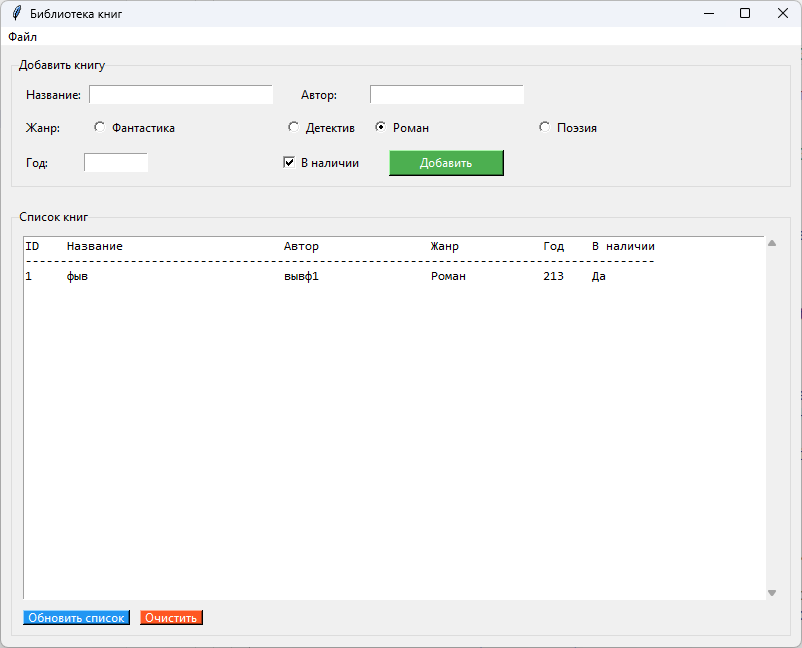 Библиотека книг
Файл
Добавить книгу
Название: Автор:
Жанр: Фантастика Детектив Роман Поэзия
Год: В наличии Добавить
Список книг
ID Название Автор Жанр Год В наличии
------------------------------------------------------------------------------------------
1 фыв вывф1 Роман 213 Да
Обновить список Очистить